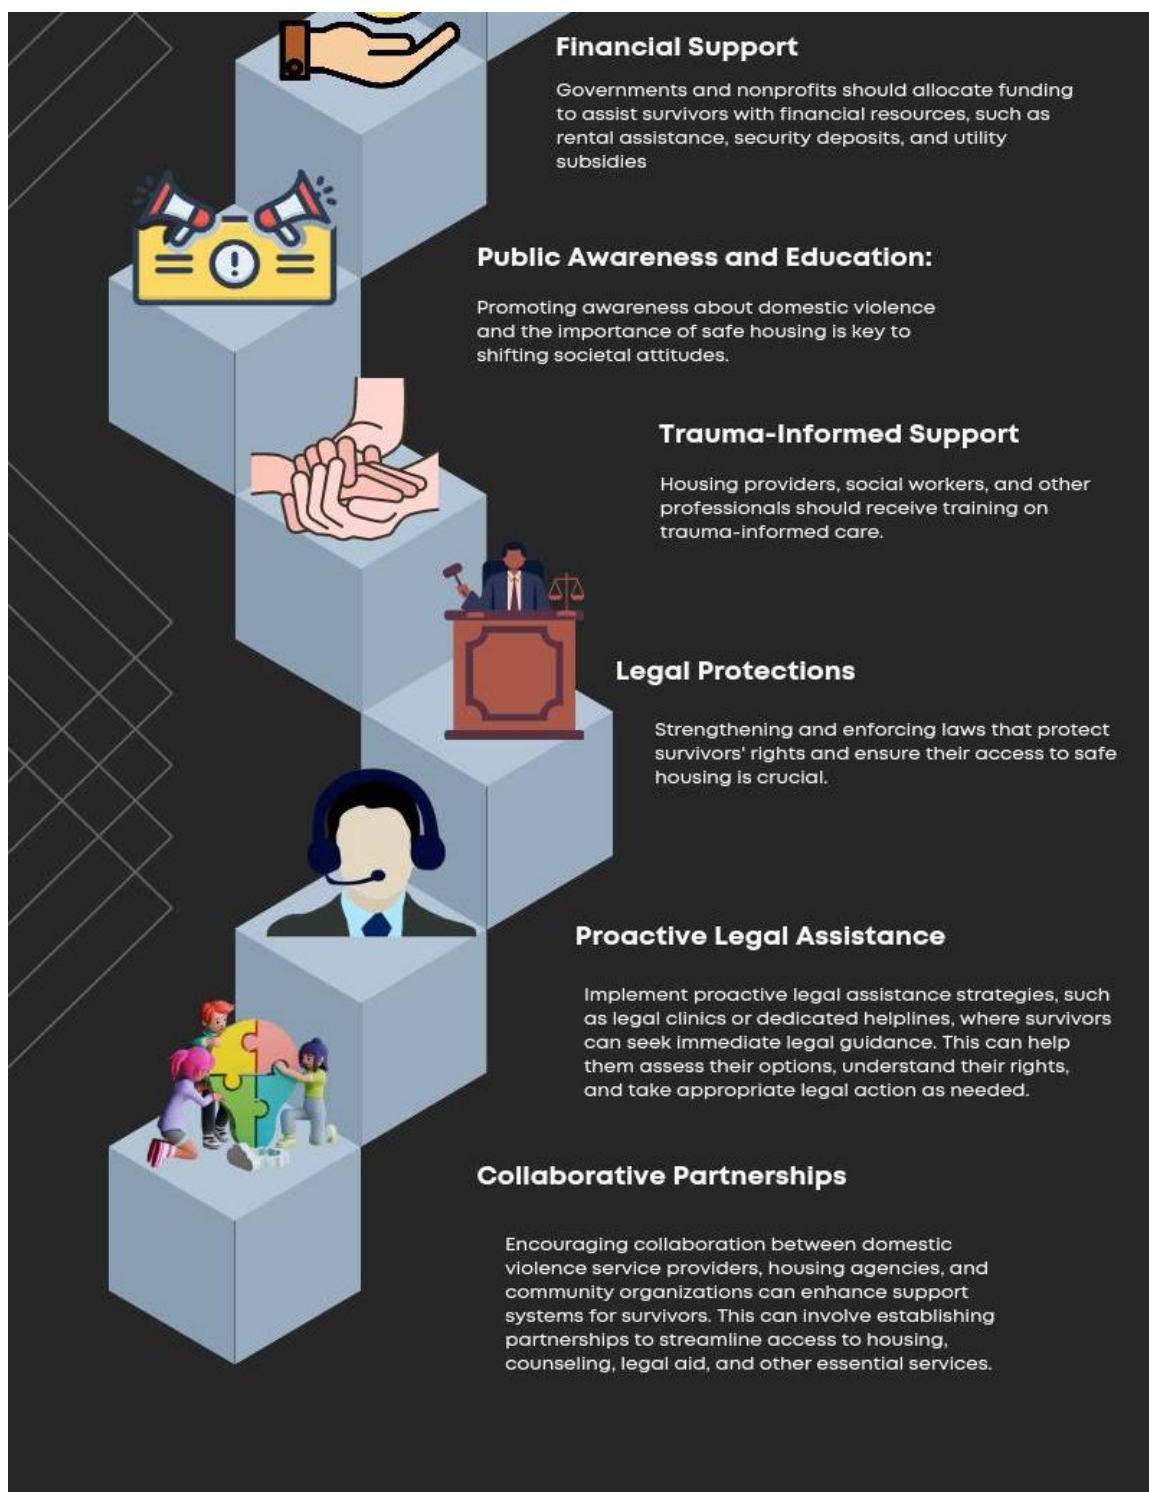 Financial Support
Governments and nonprofits should allocate funding
to assist survivors with financial resources, such as
rental assistance, security deposits, and utility
subsidies
Public Awareness and Education:
Promoting awareness about domestic violence
and the importance of safe housing is key to
shifting societal attitudes.
Trauma-Informed Support
Housing providers, social workers, and other
professionals should receive training on
trauma-informed care.
Legal Protections
Strengthening and enforcing laws that protect
survivors' rights and ensure their access to safe
housing is crucial.
Proactive Legal Assistance
Implement proactive legal assistance strategies, such
as legal clinics or dedicated helplines, where survivors
can seek immediate legal guidance. This can help
them assess their options, understand their rights,
and take appropriate legal action as needed.
Collaborative Partnerships
Encouraging collaboration between domestic
violence service providers, housing agencies, and
community organizations can enhance support
systems for survivors. This can involve establishing
partnerships to streamline access to housing,
counseling, legal aid, and other essential services.